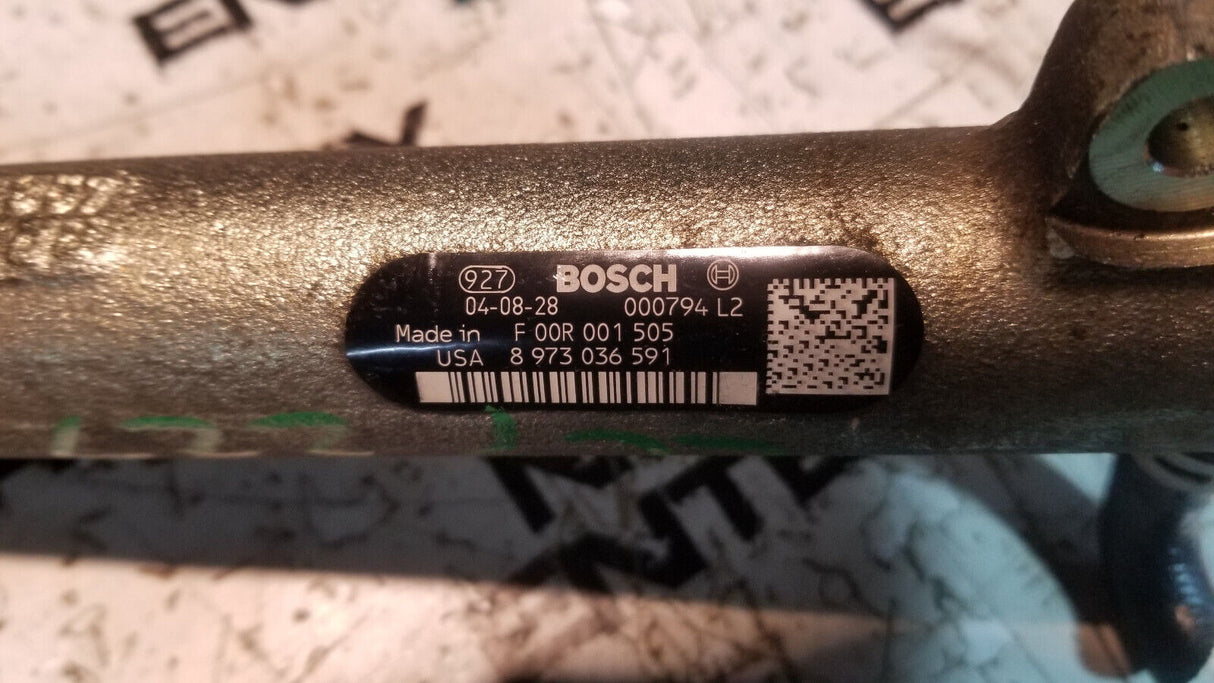 927 BOSCH
04-08-28 000794 L2
Made in F 00R 001 505
USA 8 973 036 591